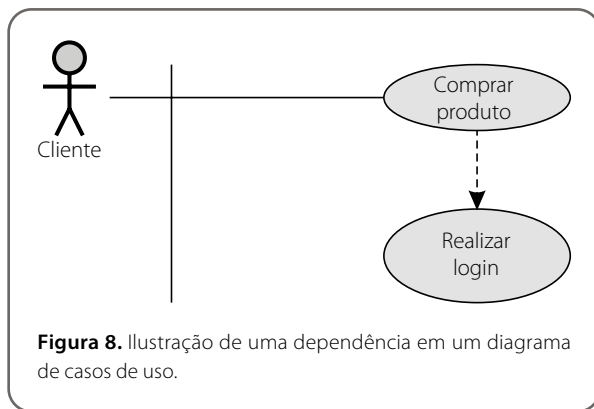 Comprar
produto
Cliente
Realizar
login
Figura 8. Ilustração de uma dependência em um diagrama
de casos de uso.